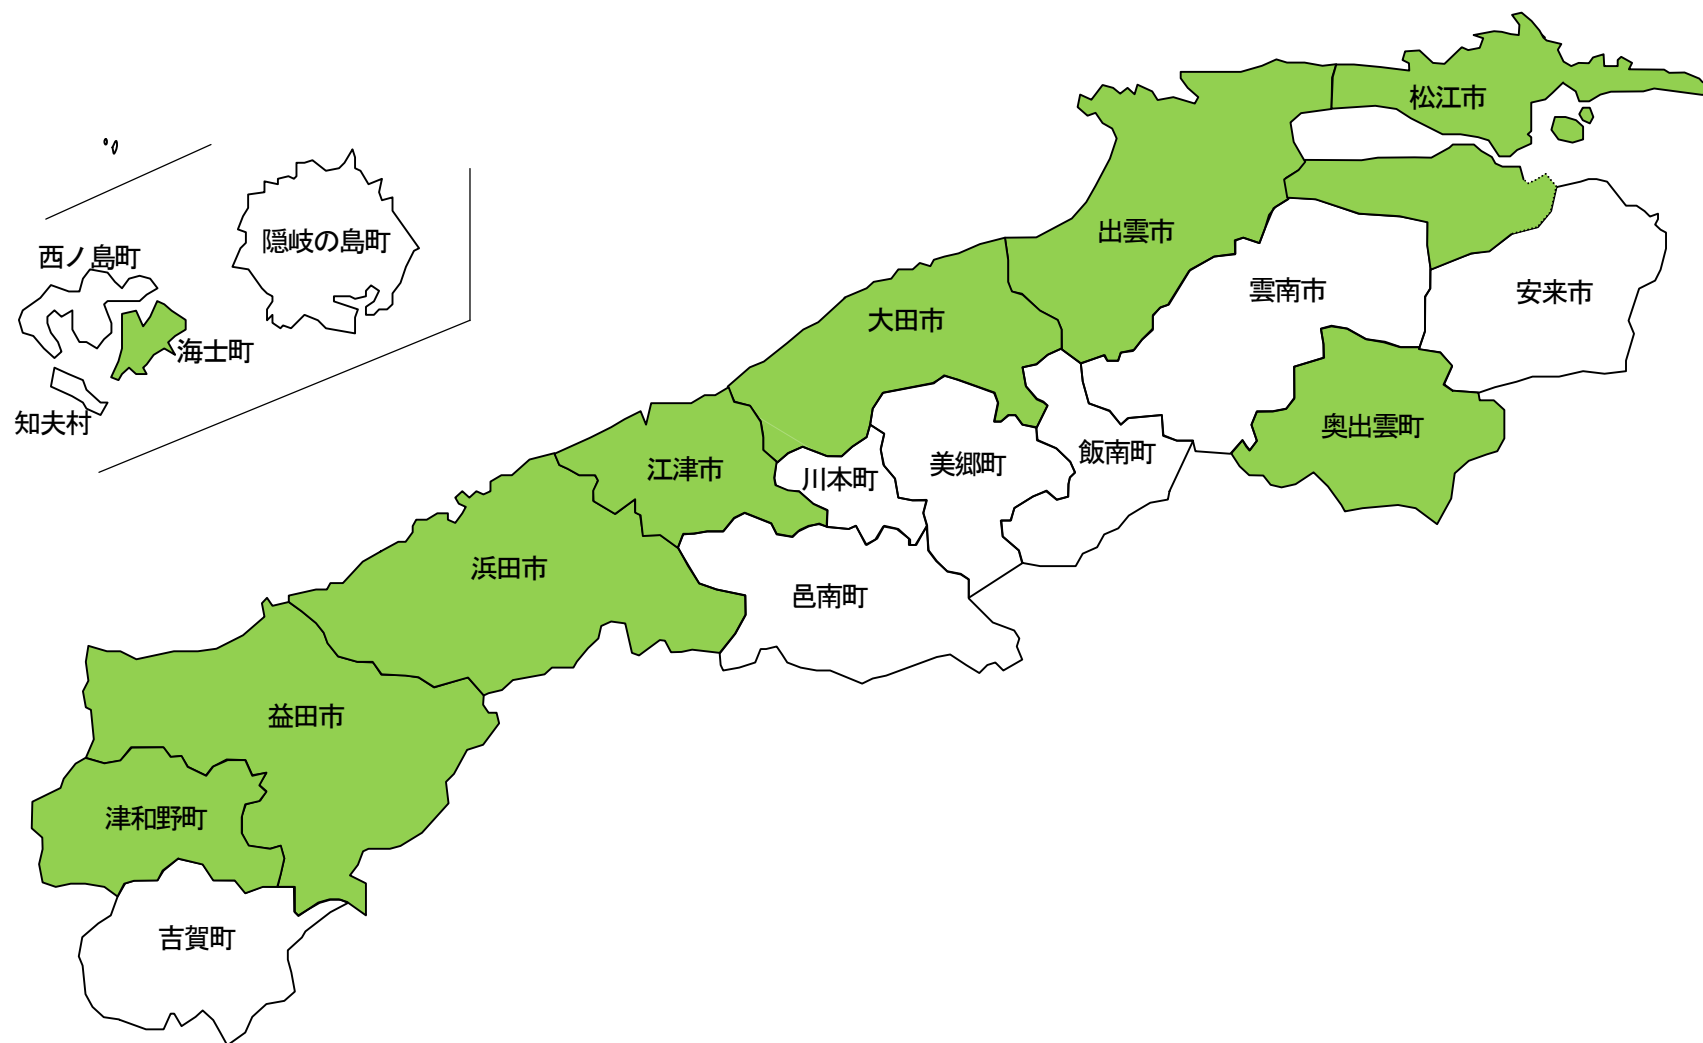 松江市
出雲市
隠岐の島町
西ノ島町
雲南市
安来市
大田市
海士町
知夫村
奥出雲町
飯南町
美郷町
江津市
川本町
浜田市
邑南町
益田市
津和野町
吉賀町